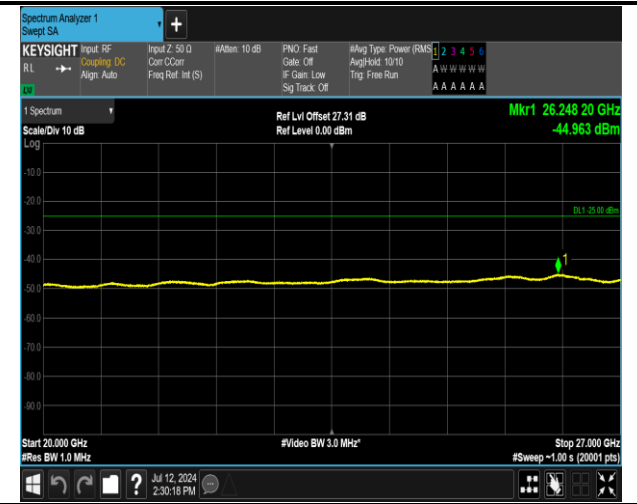 Spectrum Analyzer 1
Swept SA
+
KEYSIGHT
RL
LW
Input: RF
Coupling: DC
Align: Auto
Input Z: 50 Ω
Corr CCorr
Freq Ref: Int (S)
#Atten: 10 dB
PNO: Fast
Gate: Off
IF Gain: Low
Sig Track: Off
#Avg Type: Power (RMS
Avg|Hold: 10/10
Trig: Free Run
1 2 3 4 5 6
A W W W W W
A A A A A A
1 Spectrum
Scale/Div 10 dB
Ref Lvl Offset 27.31 dB
Ref Level 0.00 dBm
Mkr1 26.248 20 GHz
-44.963 dBm
Log
-10.0
-20.0
DL1 -25.00 dBm
-30.0
-40.0
1
-50.0
-60.0
-70.0
-80.0
-90.0
Start 20.000 GHz
#Res BW 1.0 MHz
#Video BW 3.0 MHz*
Stop 27.000 GHz
#Sweep ~1.00 s (20001 pts)
?
Jul 12, 2024
2:30:18 PM